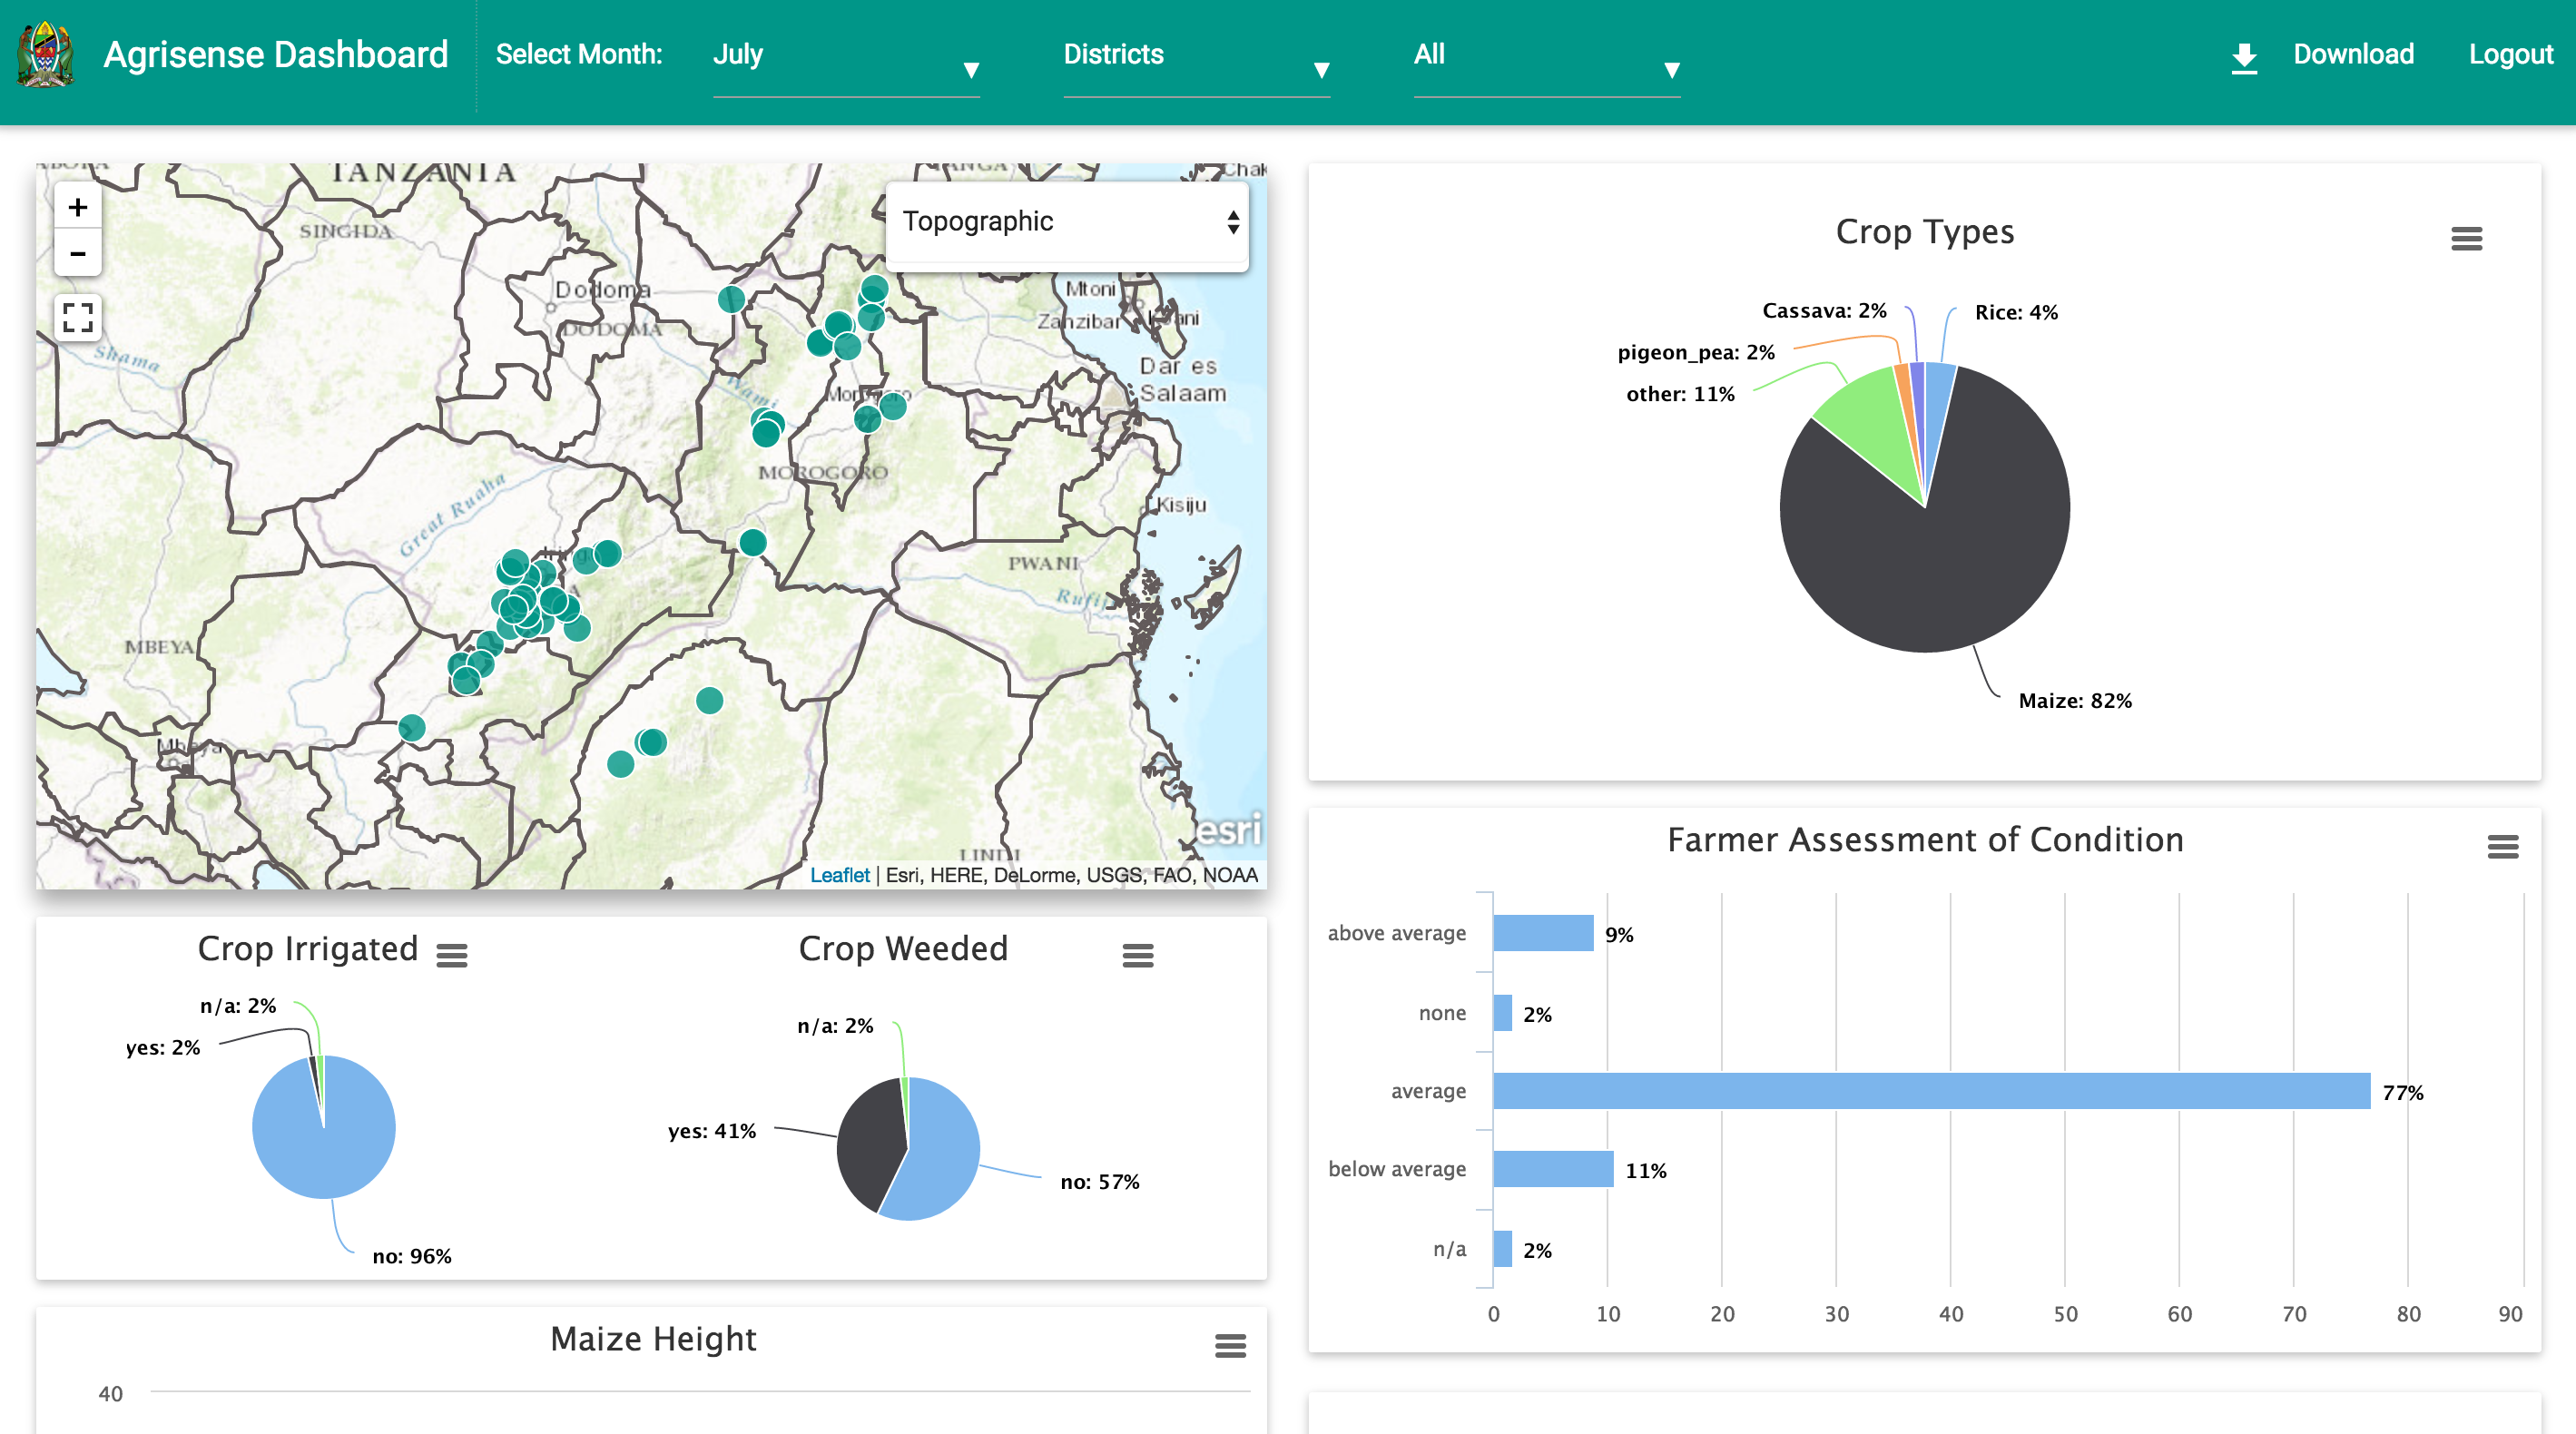 Agrisense Dashboard
Select Month:
July
Districts
All
Download
Logout
TANZANIA
Chak
SINGIDA
+
−
Topographic
Dodoma
DODOMA
Mtoni
Zanzibar
Shama
Dar es
Salaam
Wami
Morogoro
MOROGORO
Great Ruaha
Kisiju
PWANI
Rufiji
MBEYA
Mbeya
LINDI
esri
Leaflet | Esri, HERE, DeLorme, USGS, FAO, NOAA
Crop Types
Cassava: 2%
Rice: 4%
pigeon_pea: 2%
other: 11%
Maize: 82%
Farmer Assessment of Condition
above average
9%
none
2%
average
77%
below average
11%
n/a
2%
0 10 20 30 40 50 60 70 80 90
Crop Irrigated
n/a: 2%
yes: 2%
no: 96%
Crop Weeded
n/a: 2%
yes: 41%
no: 57%
Maize Height
40